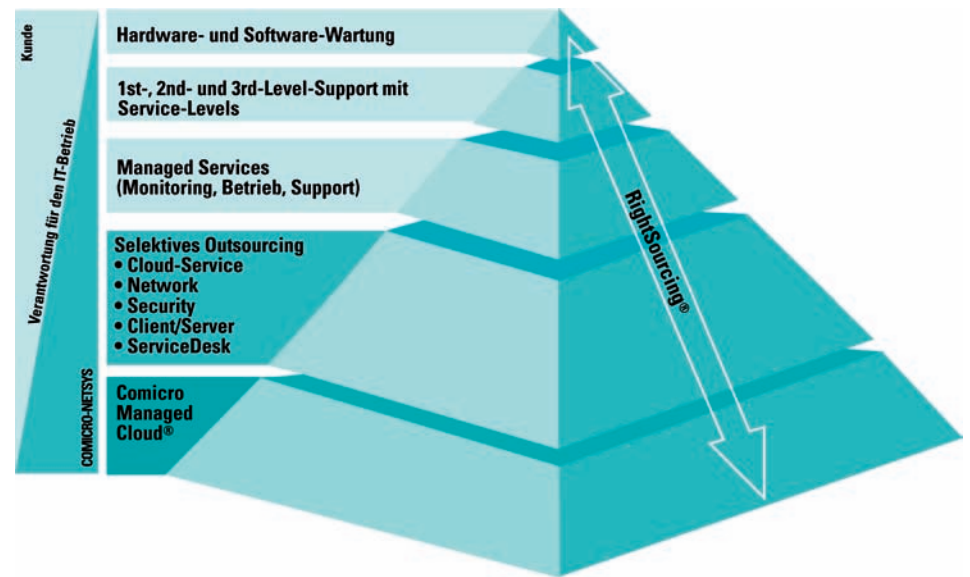 Kunde
Verantwortung für den IT-Betrieb
COMICRO-NETSYS
Hardware- und Software-Wartung
1st-, 2nd- und 3rd-Level-Support mit
Service-Levels
Managed Services
(Monitoring, Betrieb, Support)
Selektives Outsourcing
• Cloud-Service
• Network
• Security
• Client/Server
• ServiceDesk
Comicro
Managed
Cloud®
RightSourcing®